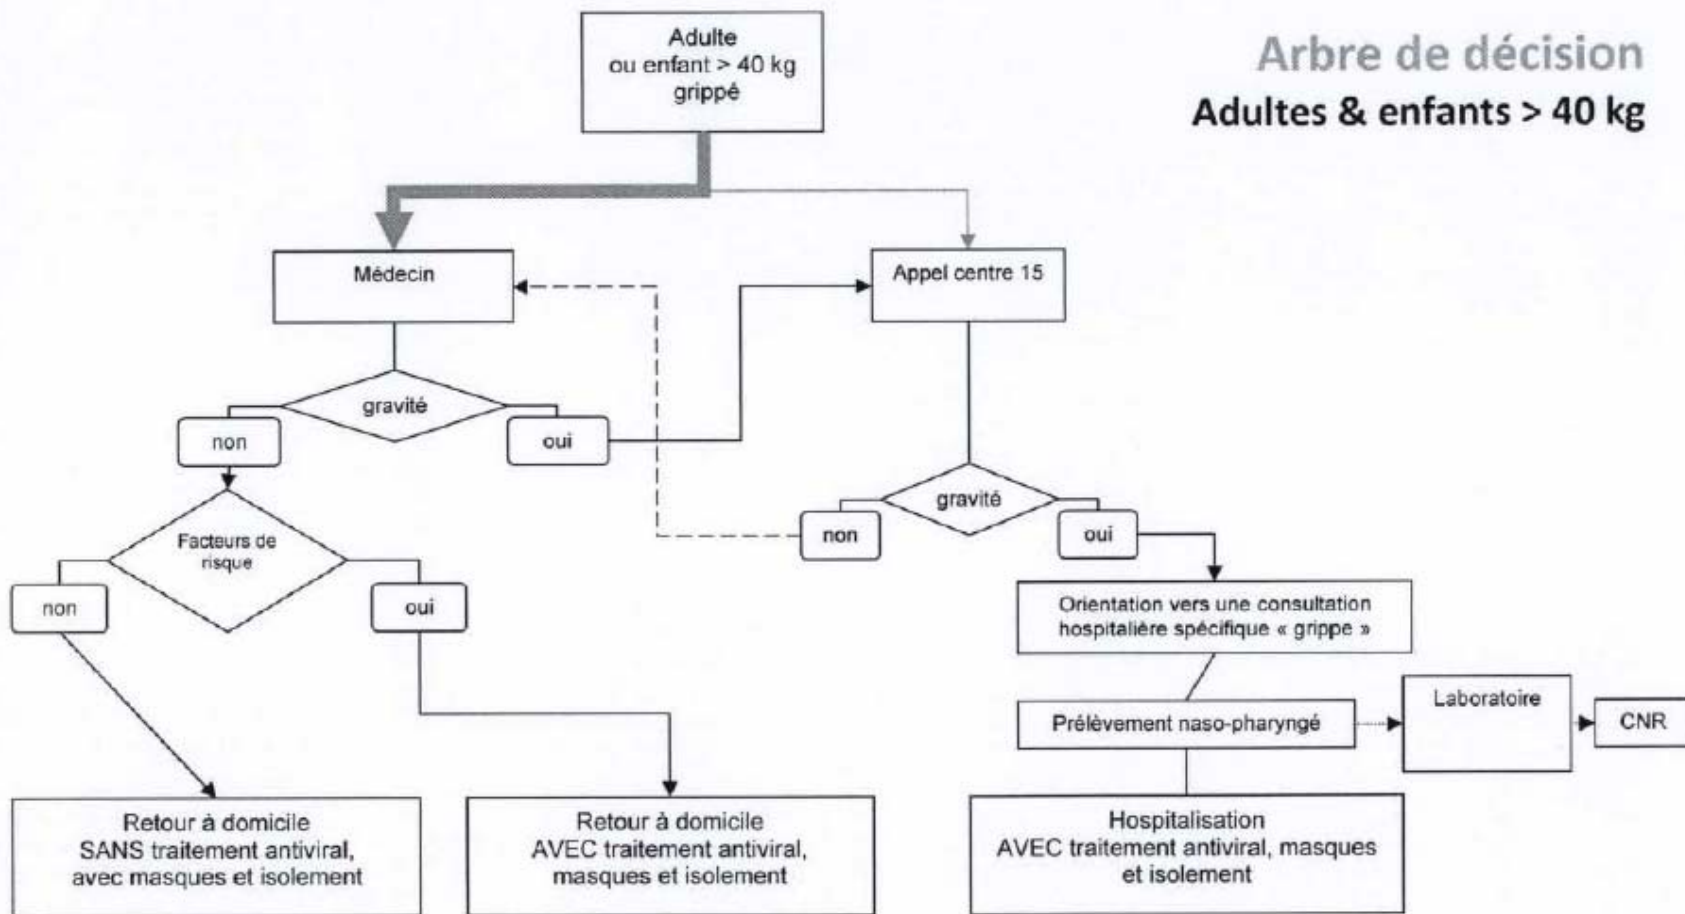 Arbre de décision
Adultes & enfants > 40 kg
Adulte
ou enfant > 40 kg
grippé
Médecin
Appel centre 15
gravité
non
oui
gravité
non
oui
Facteurs de
risque
non
oui
Orientation vers une consultation
hospitalière spécifique « grippe »
Prélèvement naso-pharyngé
Laboratoire
CNR
Retour à domicile
SANS traitement antiviral,
avec masques et isolement
Retour à domicile
AVEC traitement antiviral,
masques et isolement
Hospitalisation
AVEC traitement antiviral, masques
et isolement